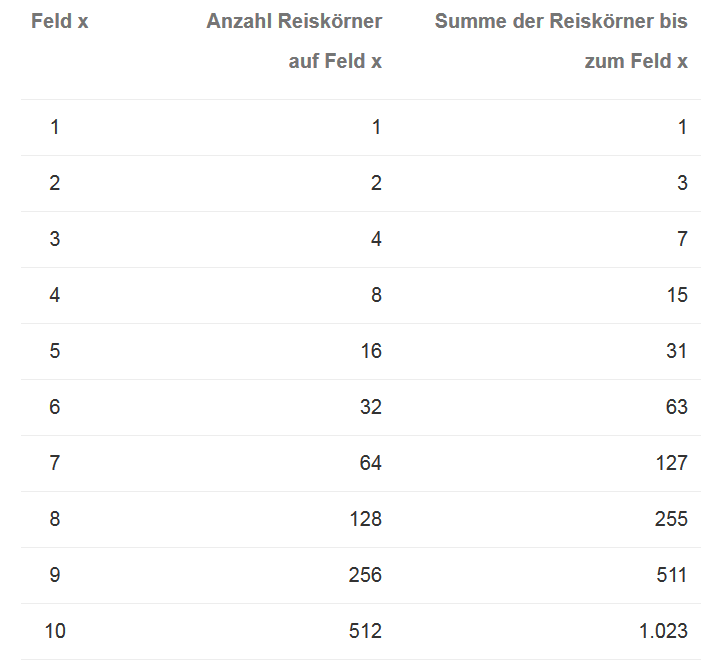 Feld x Anzahl Reiskörner Summe der Reiskörner bis
auf Feld x zum Feld x
1 1 1
2 2 3
3 4 7
4 8 15
5 16 31
6 32 63
7 64 127
8 128 255
9 256 511
10 512 1.023